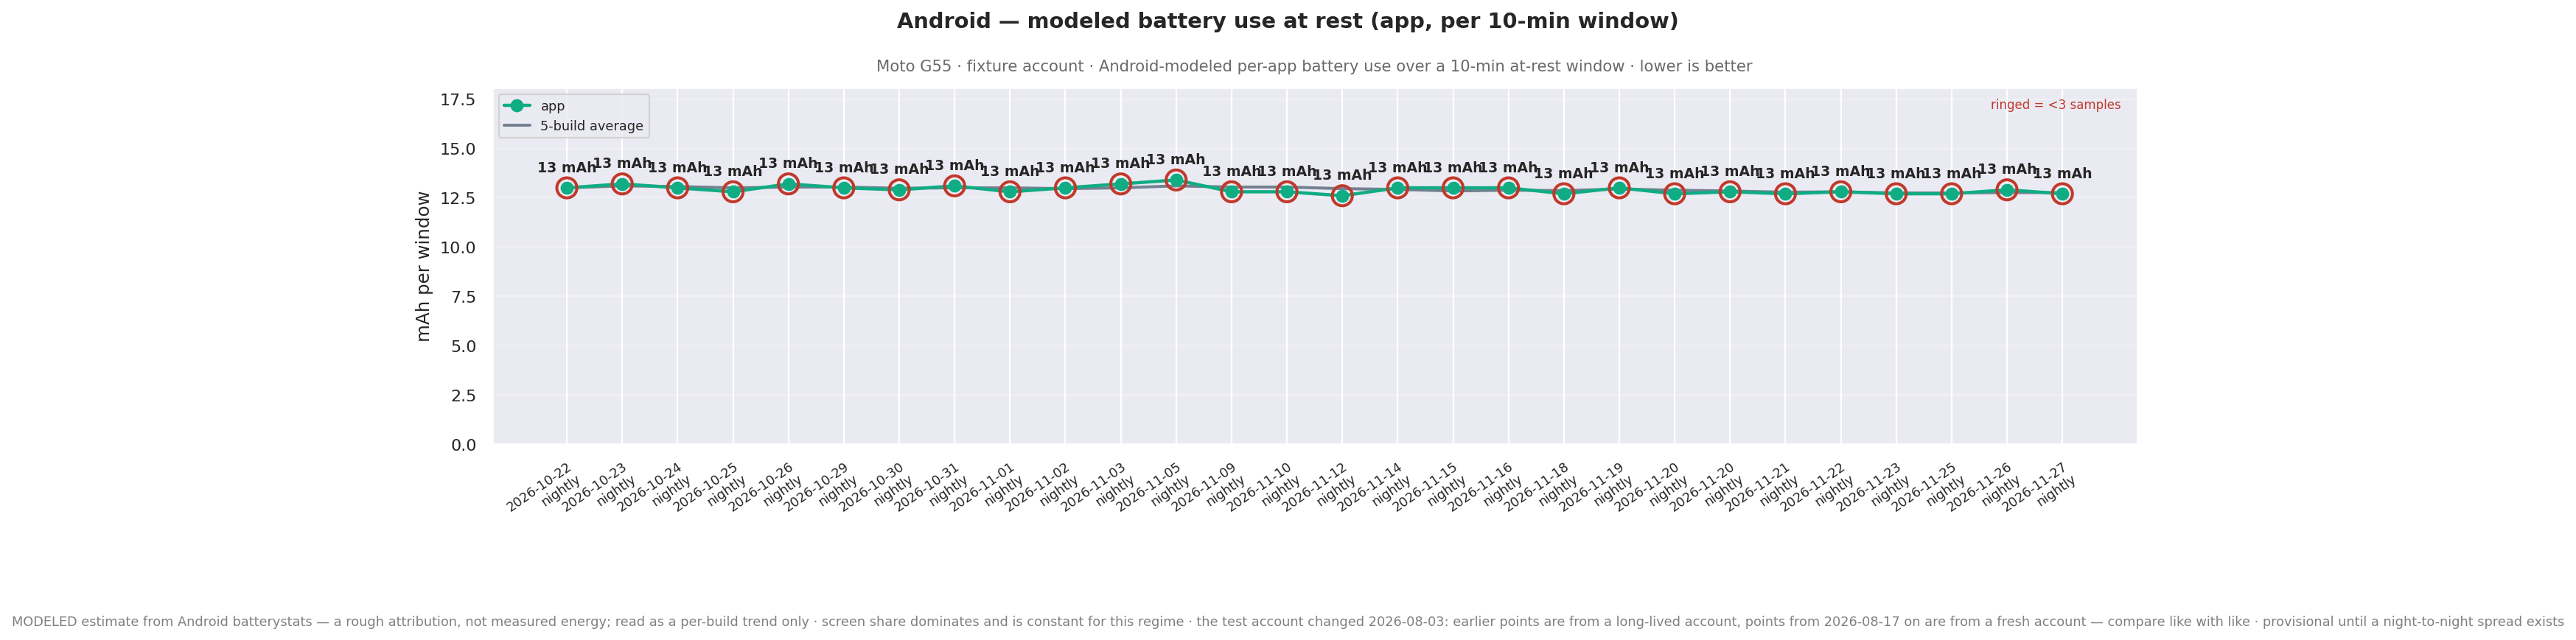 Android — modeled battery use at rest (app, per 10-min window)
Moto G55 · fixture account · Android-modeled per-app battery use over a 10-min at-rest window · lower is better
app
5-build average
ringed = <3 samples
mAh per window
17.5
15.0
12.5
10.0
7.5
5.0
2.5
0.0
13 mAh 13 mAh 13 mAh 13 mAh 13 mAh 13 mAh 13 mAh 13 mAh 13 mAh 13 mAh 13 mAh 13 mAh 13 mAh 13 mAh 13 mAh 13 mAh 13 mAh 13 mAh 13 mAh 13 mAh 13 mAh 13 mAh 13 mAh 13 mAh 13 mAh 13 mAh 13 mAh 13 mAh
2026-10-22
nightly
2026-10-23
nightly
2026-10-24
nightly
2026-10-25
nightly
2026-10-26
nightly
2026-10-29
nightly
2026-10-30
nightly
2026-10-31
nightly
2026-11-01
nightly
2026-11-02
nightly
2026-11-03
nightly
2026-11-05
nightly
2026-11-09
nightly
2026-11-10
nightly
2026-11-12
nightly
2026-11-14
nightly
2026-11-15
nightly
2026-11-16
nightly
2026-11-18
nightly
2026-11-19
nightly
2026-11-20
nightly
2026-11-20
nightly
2026-11-21
nightly
2026-11-22
nightly
2026-11-23
nightly
2026-11-25
nightly
2026-11-26
nightly
2026-11-27
nightly
MODELED estimate from Android batterystats — a rough attribution, not measured energy; read as a per-build trend only · screen share dominates and is constant for this regime · the test account changed 2026-08-03: earlier points are from a long-lived account, points from 2026-08-17 on are from a fresh account — compare like with like · provisional until a night-to-night spread exists